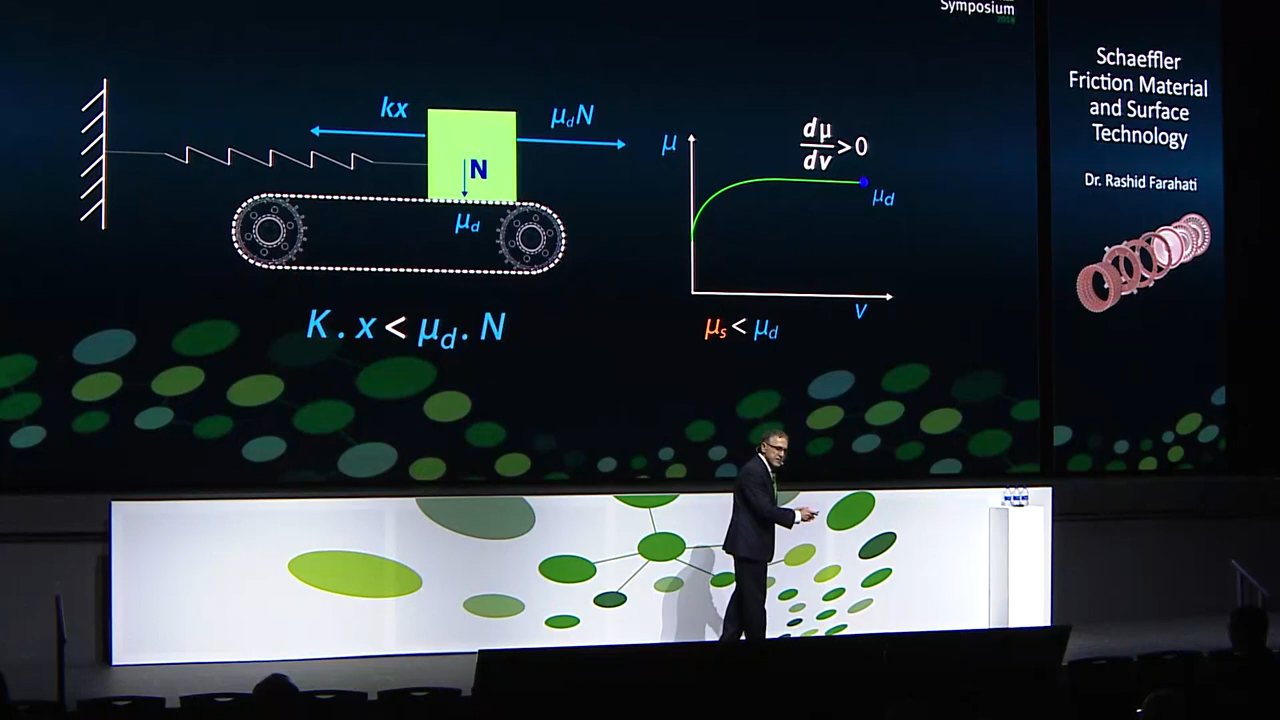 Symposium
2018
kx
μdN
N
μd
K . x < μd . N
μ
dμ
dv
>0
μd
v
μs < μd
Schaeffler
Friction Material
and Surface
Technology
Dr. Rashid Farahati